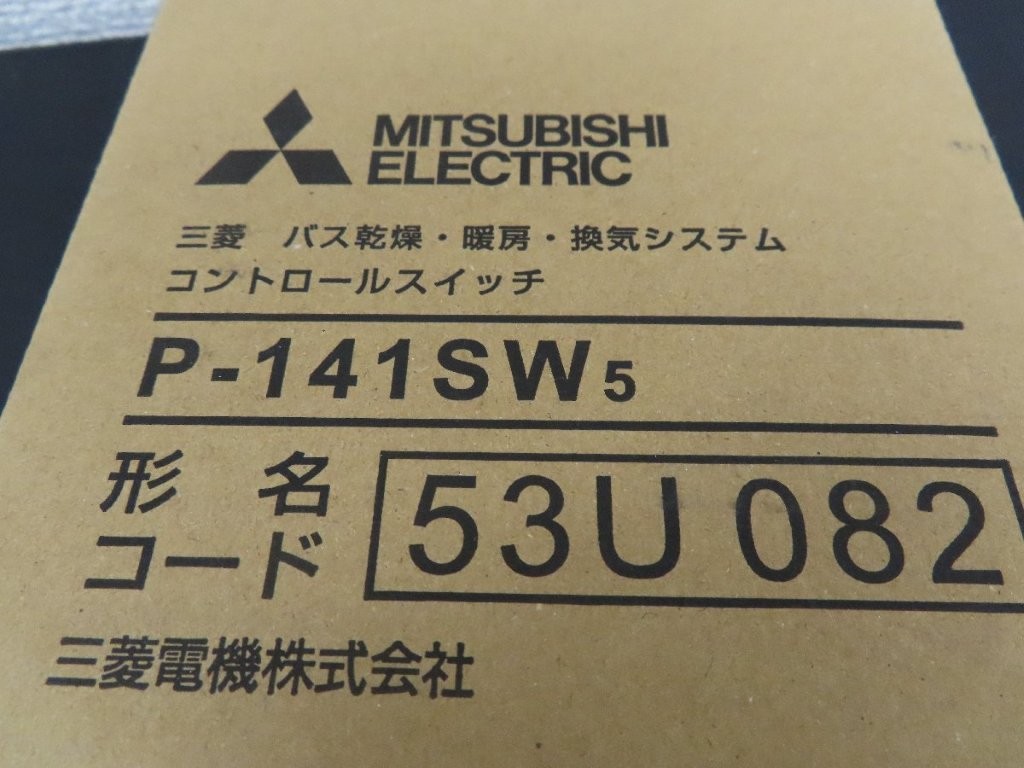 MITSUBISHI
ELECTRIC
三菱　バス乾燥・暖房・換気システム
コントロールスイッチ
P-141SW5
形名
コード
53U 082
三菱電機株式会社